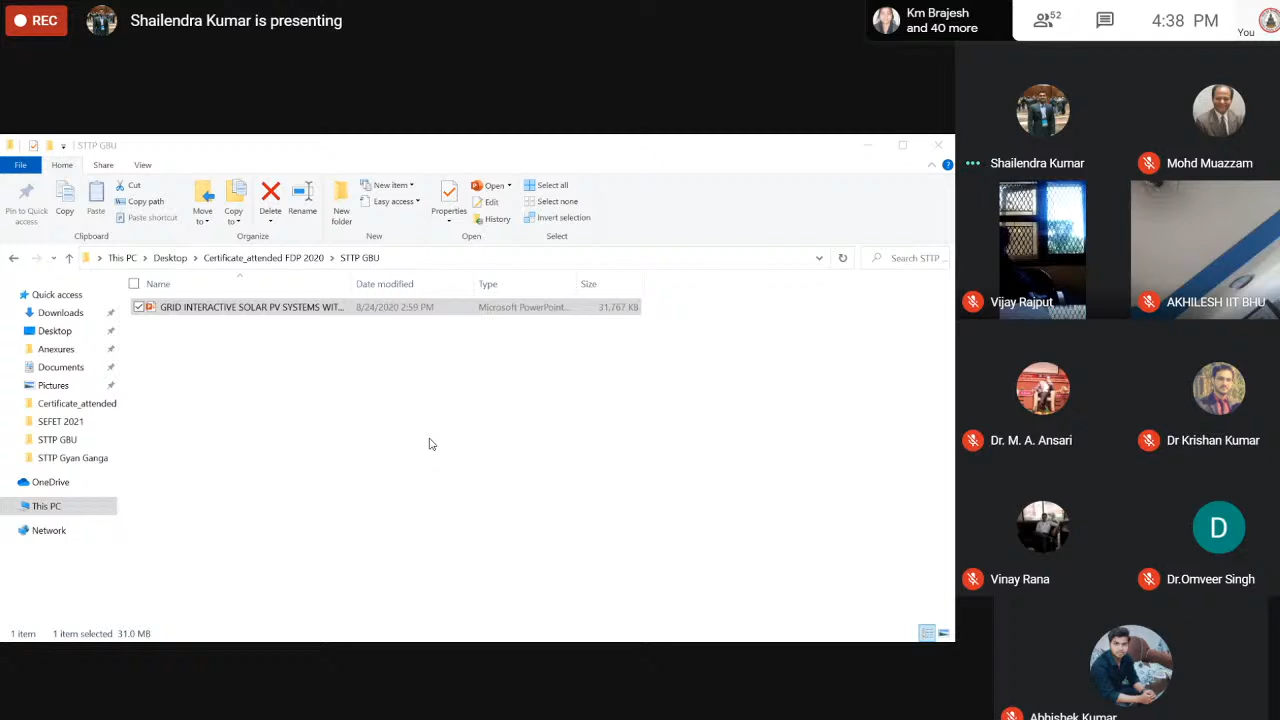 REC
Shailendra Kumar is presenting
Km Brajesh
and 40 more
52
4:38 PM
You
STTP GBU
File Home Share View
Pin to Quick
access
Copy
Paste
Cut
Copy path
Paste shortcut
Clipboard
Move
to
Copy
to
Delete
Rename
Organize
New
folder
New item
Easy access
New
Properties
Open
Edit
History
Open
Select all
Select none
Invert selection
Select
This PC > Desktop > Certificate_attended FDP 2020 > STTP GBU
Search STTP ...
Name Date modified Type Size
GRID INTERACTIVE SOLAR PV SYSTEMS WIT... 8/24/2020 2:59 PM Microsoft PowerPoint... 31,767 KB
Quick access
Downloads
Desktop
Anexures
Documents
Pictures
Certificate_attended
SEFET 2021
STTP GBU
STTP Gyan Ganga
OneDrive
This PC
Network
1 item 1 item selected 31.0 MB
Shailendra Kumar
Mohd Muazzam
Vijay Rajput
AKHILESH IIT BHU
Dr. M. A. Ansari
Dr Krishan Kumar
Vinay Rana
D
Dr.Omveer Singh
Abhishek Kumar